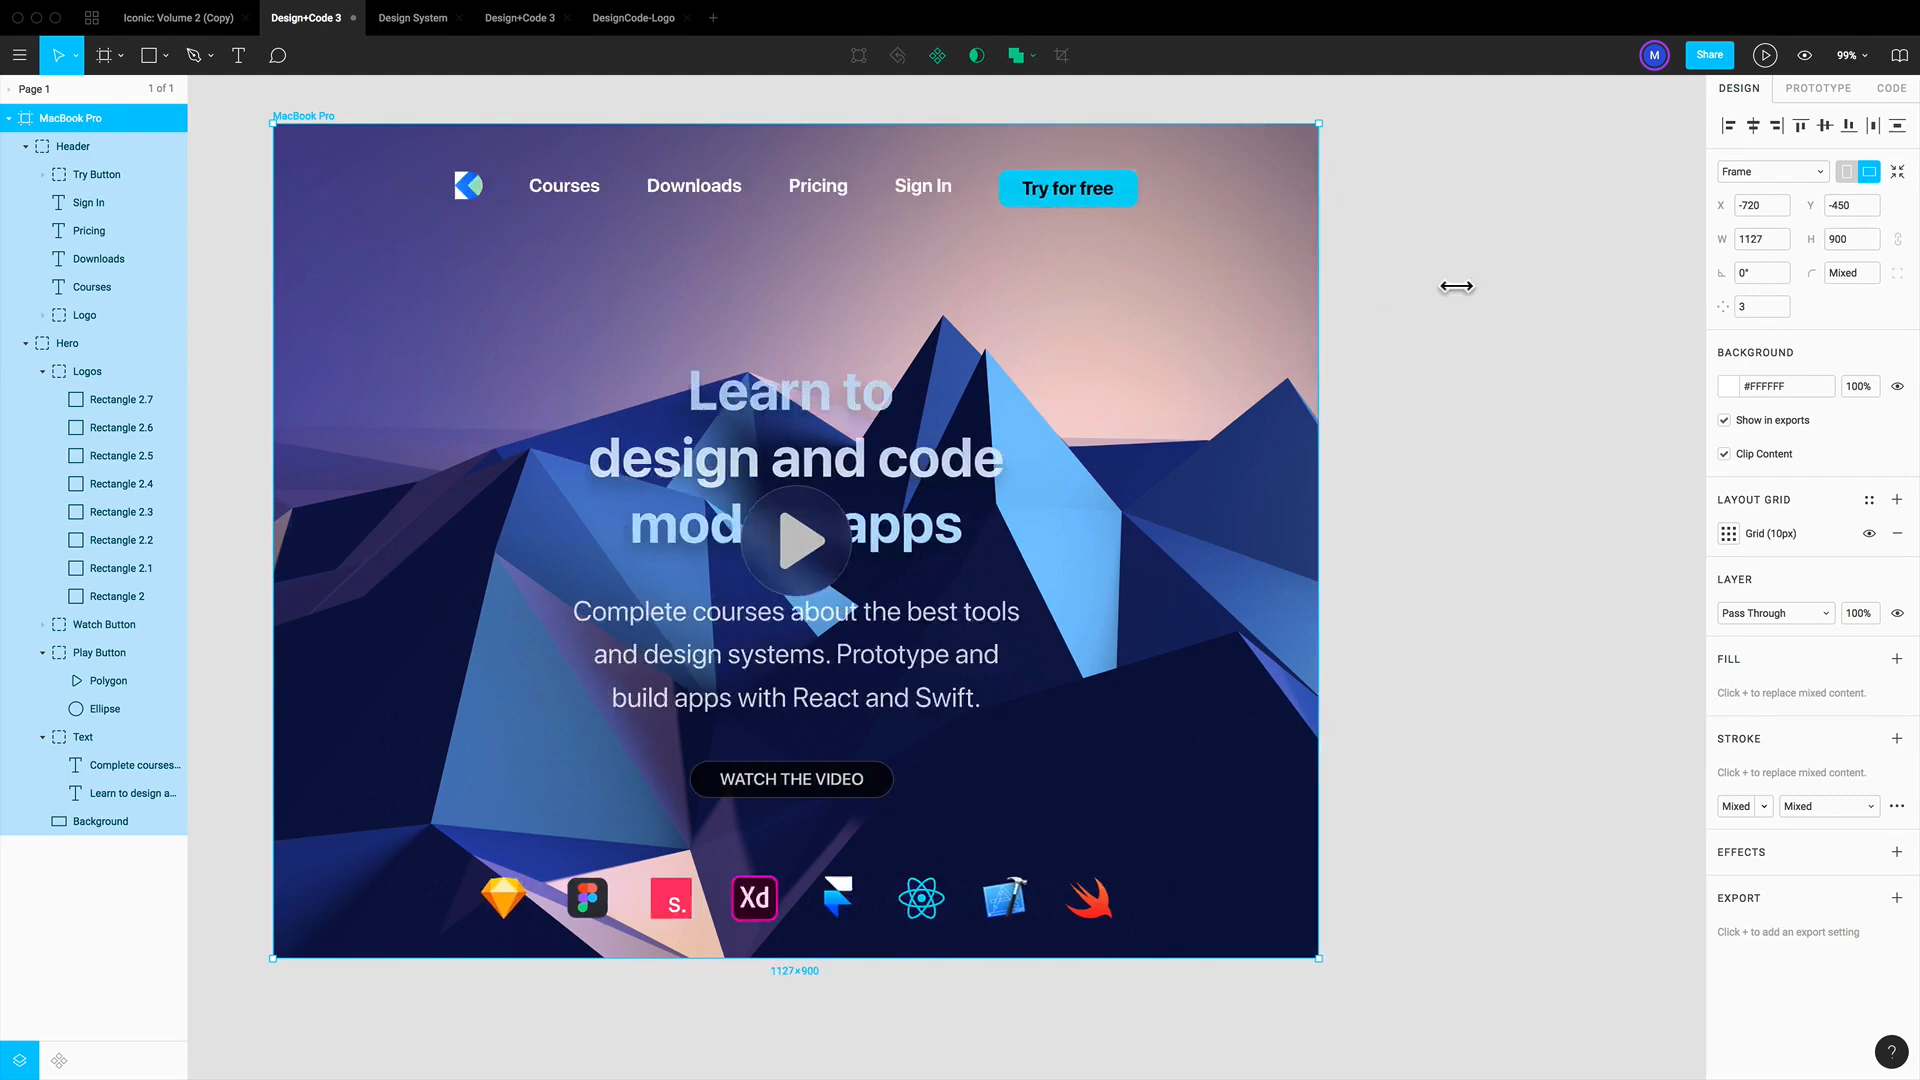 Iconic: Volume 2 (Copy)
Design+Code 3
Design System
Design+Code 3
DesignCode-Logo
M
Share
99%
Page 1
1 of 1
MacBook Pro
Header
Try Button
Sign In
Pricing
Downloads
Courses
Logo
Hero
Logos
Rectangle 2.7
Rectangle 2.6
Rectangle 2.5
Rectangle 2.4
Rectangle 2.3
Rectangle 2.2
Rectangle 2.1
Rectangle 2
Watch Button
Play Button
Polygon
Ellipse
Text
Complete courses...
Learn to design a...
Background
MacBook Pro
Courses
Downloads
Pricing
Sign In
Try for free
Learn to
design and code
mod apps
Complete courses about the best tools
and design systems. Prototype and
build apps with React and Swift.
WATCH THE VIDEO
s.
Xd
1127×900
DESIGN
PROTOTYPE
CODE
Frame
X -720
Y -450
W 1127
H 900
0°
Mixed
3
BACKGROUND
#FFFFFF
100%
Show in exports
Clip Content
LAYOUT GRID
Grid (10px)
LAYER
Pass Through
100%
FILL
Click + to replace mixed content.
STROKE
Click + to replace mixed content.
Mixed
Mixed
EFFECTS
EXPORT
Click + to add an export setting
?